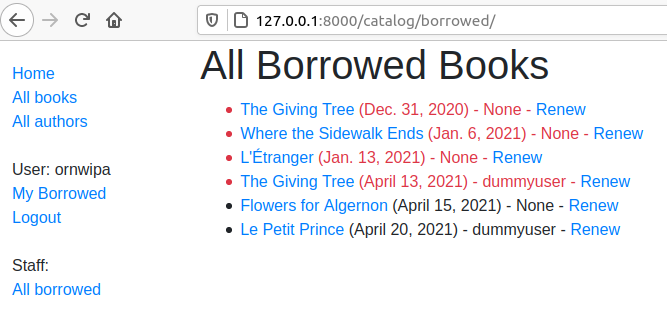 127.0.0.1:8000/catalog/borrowed/
Home
All books
All authors
User: ornwipa
My Borrowed
Logout
Staff:
All borrowed
All Borrowed Books
The Giving Tree (Dec. 31, 2020) - None - Renew
Where the Sidewalk Ends (Jan. 6, 2021) - None - Renew
L'Étranger (Jan. 13, 2021) - None - Renew
The Giving Tree (April 13, 2021) - dummyuser - Renew
Flowers for Algernon (April 15, 2021) - None - Renew
Le Petit Prince (April 20, 2021) - dummyuser - Renew